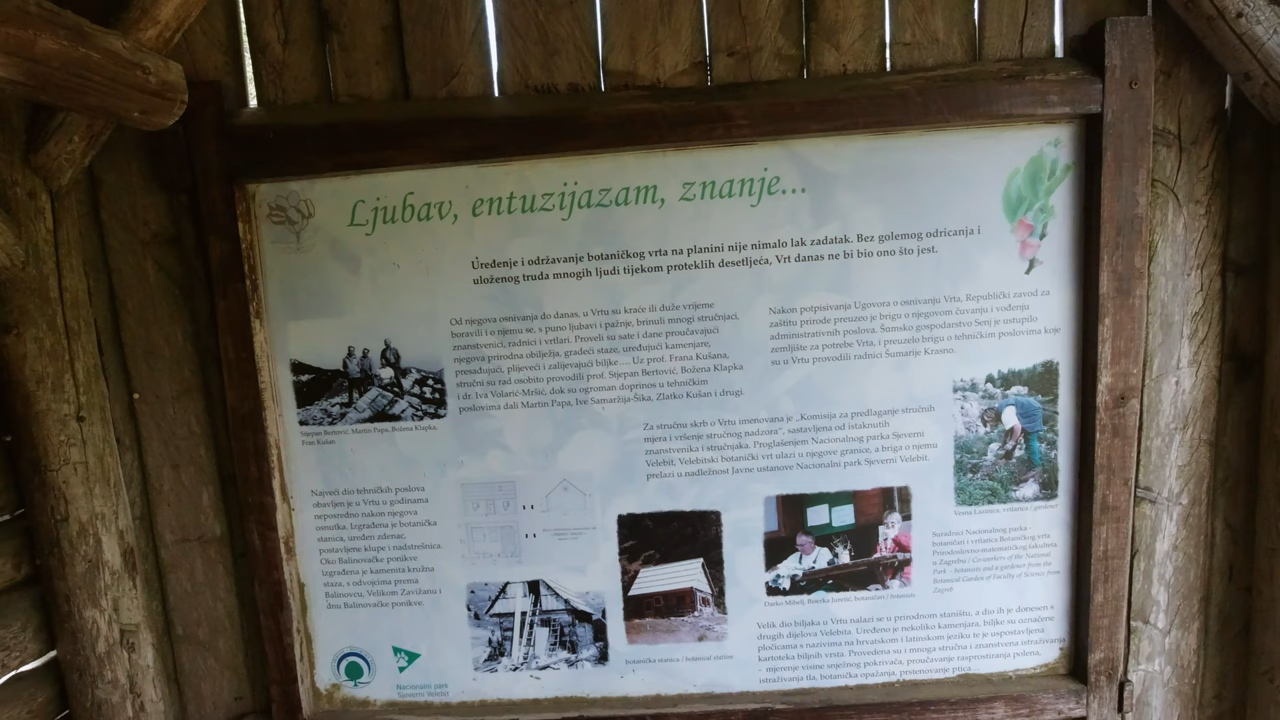 Ljubav, entuzijazam, znanje...
Uređenje i održavanje botaničkog vrta na planini nije nimalo lak zadatak. Bez golemog odricanja i
uloženog truda mnogih ljudi tijekom proteklih desetljeća, Vrt danas ne bi bio ono što jest.
Od njegova osnivanja do danas, u Vrtu su kraće ili duže vrijeme
boravili i o njemu se, s puno ljubavi i pažnje, brinuli mnogi stručnjaci,
znanstvenici, radnici i vrtlari. Proveli su sate i dane proučavajući
njegova prirodna obilježja, gradeći staze, uređujući kamenjare,
presađujući, plijeveći i zalijevajući biljke.... Uz prof. Frana Kušana,
stručni su rad osobito provodili prof. Stjepan Bertović, Božena Klapka
i dr. Iva Volarić-Mršić, dok su ogroman doprinos u tehničkim
poslovima dali Martin Papa, Ive Samaržija-Šika, Zlatko Kušan i drugi.
Nakon potpisivanja Ugovora o osnivanju Vrta, Republički zavod za
zaštitu prirode preuzeo je brigu o njegovom čuvanju i vođenju
administrativnih poslova. Šumsko gospodarstvo Senj je ustupilo
zemljište za potrebe Vrta, i preuzelo brigu o tehničkim poslovima koje
su u Vrtu provodili radnici Šumarije Krasno.
Stjepan Bertović, Martin Papa, Božena Klapka,
Fran Kušan
Za stručnu skrb o Vrtu imenovana je „Komisija za predlaganje stručnih
mjera i vršenje stručnog nadzora“, sastavljena od istaknutih
znanstvenika i stručnjaka. Proglašenjem Nacionalnog parka Sjeverni
Velebit, Velebitski botanički vrt ulazi u njegove granice, a briga o njemu
prelazi u nadležnost Javne ustanove Nacionalni park Sjeverni Velebit.
Najveći dio tehničkih poslova
obavljen je u Vrtu u godinama
neposredno nakon njegova
osnutka. Izgrađena je botanička
stanica, uređen zdenac,
postavljene klupe i nadstrešnica.
Oko Balinovačke ponikve
izgrađena je kamenita kružna
staza, s odvojcima prema
Balinovcu, Velikom Zavižanu i
dnu Balinovačke ponikve.
Vesna Lazinica, vrtlarica / gardener
Suradnici Nacionalnog parka -
botaničari i vrtlarica Botaničkog vrta
Prirodoslovno-matematičkog fakulteta
u Zagrebu / Co-workers of the National
Park - botanists and a gardener from the
Botanical Garden of Faculty of Science from
Zagreb
Darko Mihelj, Biserka Juretić, botaničari / botanists
botanička stanica / botanical station
Velik dio biljaka u Vrtu nalazi se u prirodnom staništu, a dio ih je donesen s
drugih dijelova Velebita. Uređeno je nekoliko kamenjara, biljke su označene
pločicama s nazivima na hrvatskom i latinskom jeziku te je uspostavljena
kartoteka biljnih vrsta. Provedena su i mnoga stručna i znanstvena istraživanja
– mjerenje visine snježnog pokrivača, proučavanje rasprostiranja polena,
istraživanja tla, botanička opažanja, prstenovanje ptica....
Nacionalni park
Sjeverni Velebit